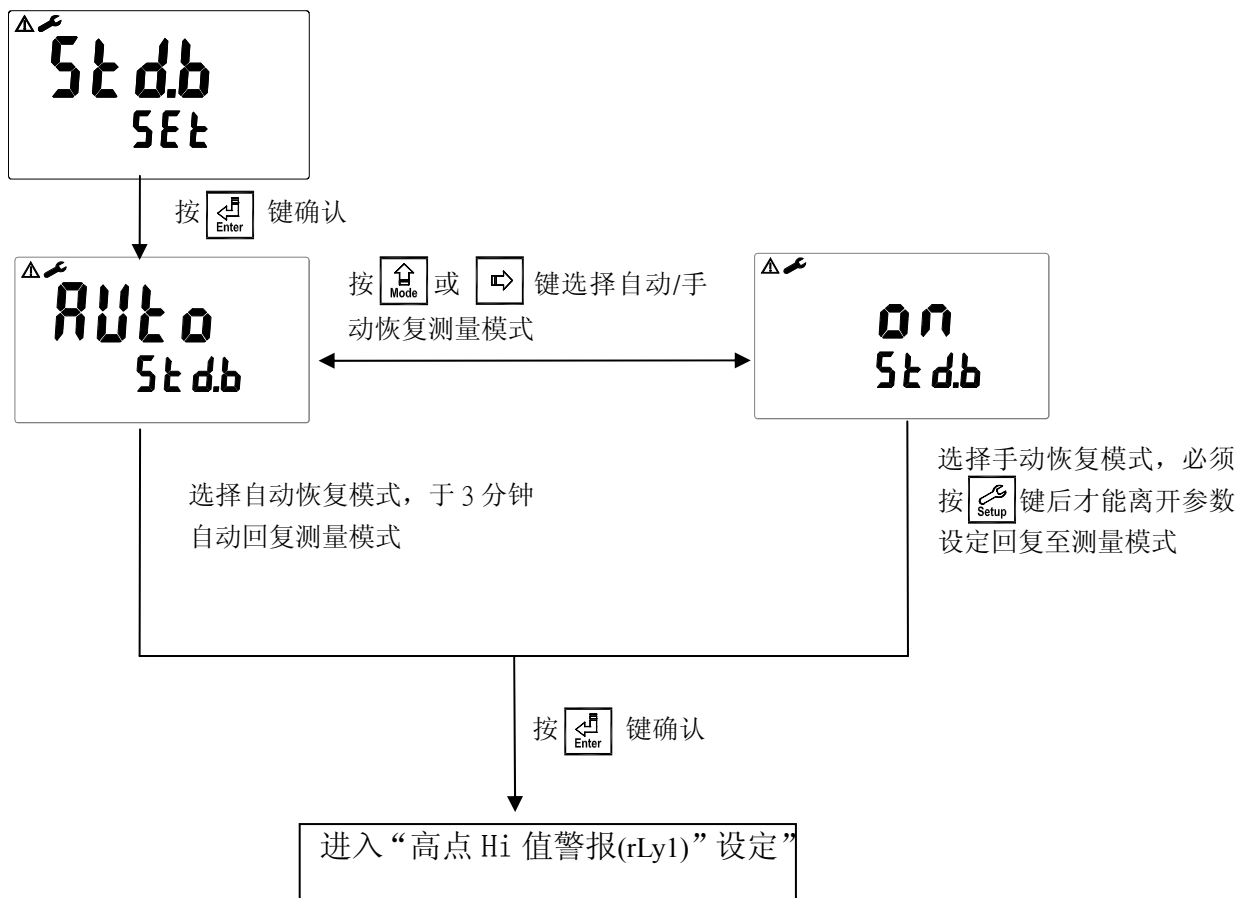 Std.b
SEt
按 Enter 键确认
AUto
Std.b
按 Mode 或 键选择自动/手
动恢复测量模式
on
Std.b
选择自动恢复模式，于 3 分钟
自动回复测量模式
选择手动恢复模式，必须
按 Setup 键后才能离开参数
设定回复至测量模式
按 Enter 键确认
进入“高点 Hi 值警报(rLy1)”设定”